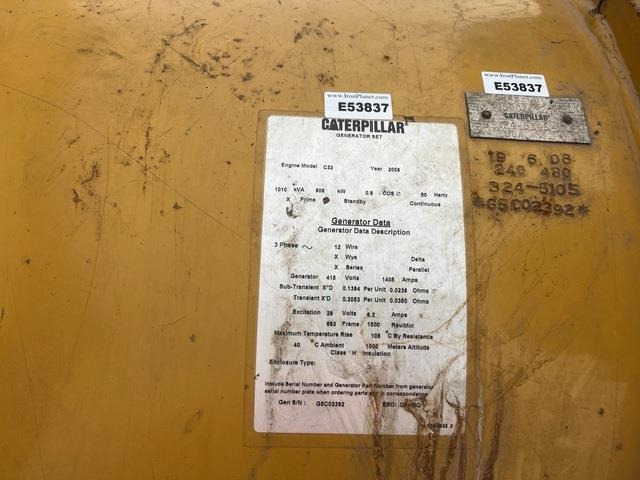 www.IronPlanet.com
E53837
www.IronPlanet.com
E53837
CATERPILLAR
CATERPILLAR
GENERATOR SET
Engine Model C32 Year 2008
1010 kVA 808 kW 0.8 COS ∅ 50 Hertz
X Prime Standby Continuous
Generator Data
Generator Data Description
3 Phase ~ 12 Wire
X Wye Delta
X Series Parallel
Generator 415 Volts 1405 Amps
Sub-Transient X"D 0.1384 Per Unit 0.0236 Ohms
Transient X'D 0.2083 Per Unit 0.0360 Ohms
Excitation 29 Volts 6.2 Amps
693 Frame 1500 Rev/Min
Maximum Temperature Rise 105 °C By Resistance
40 °C Ambient 1000 Meters Altitude
Class H Insulation
Enclosure Type:
Include Serial Number and Generator Part Number from generator
serial number plate when ordering parts and in correspondence.
Gen S/N : G5C02392
19 6 08
240 480
324-5105
*G5C02392*